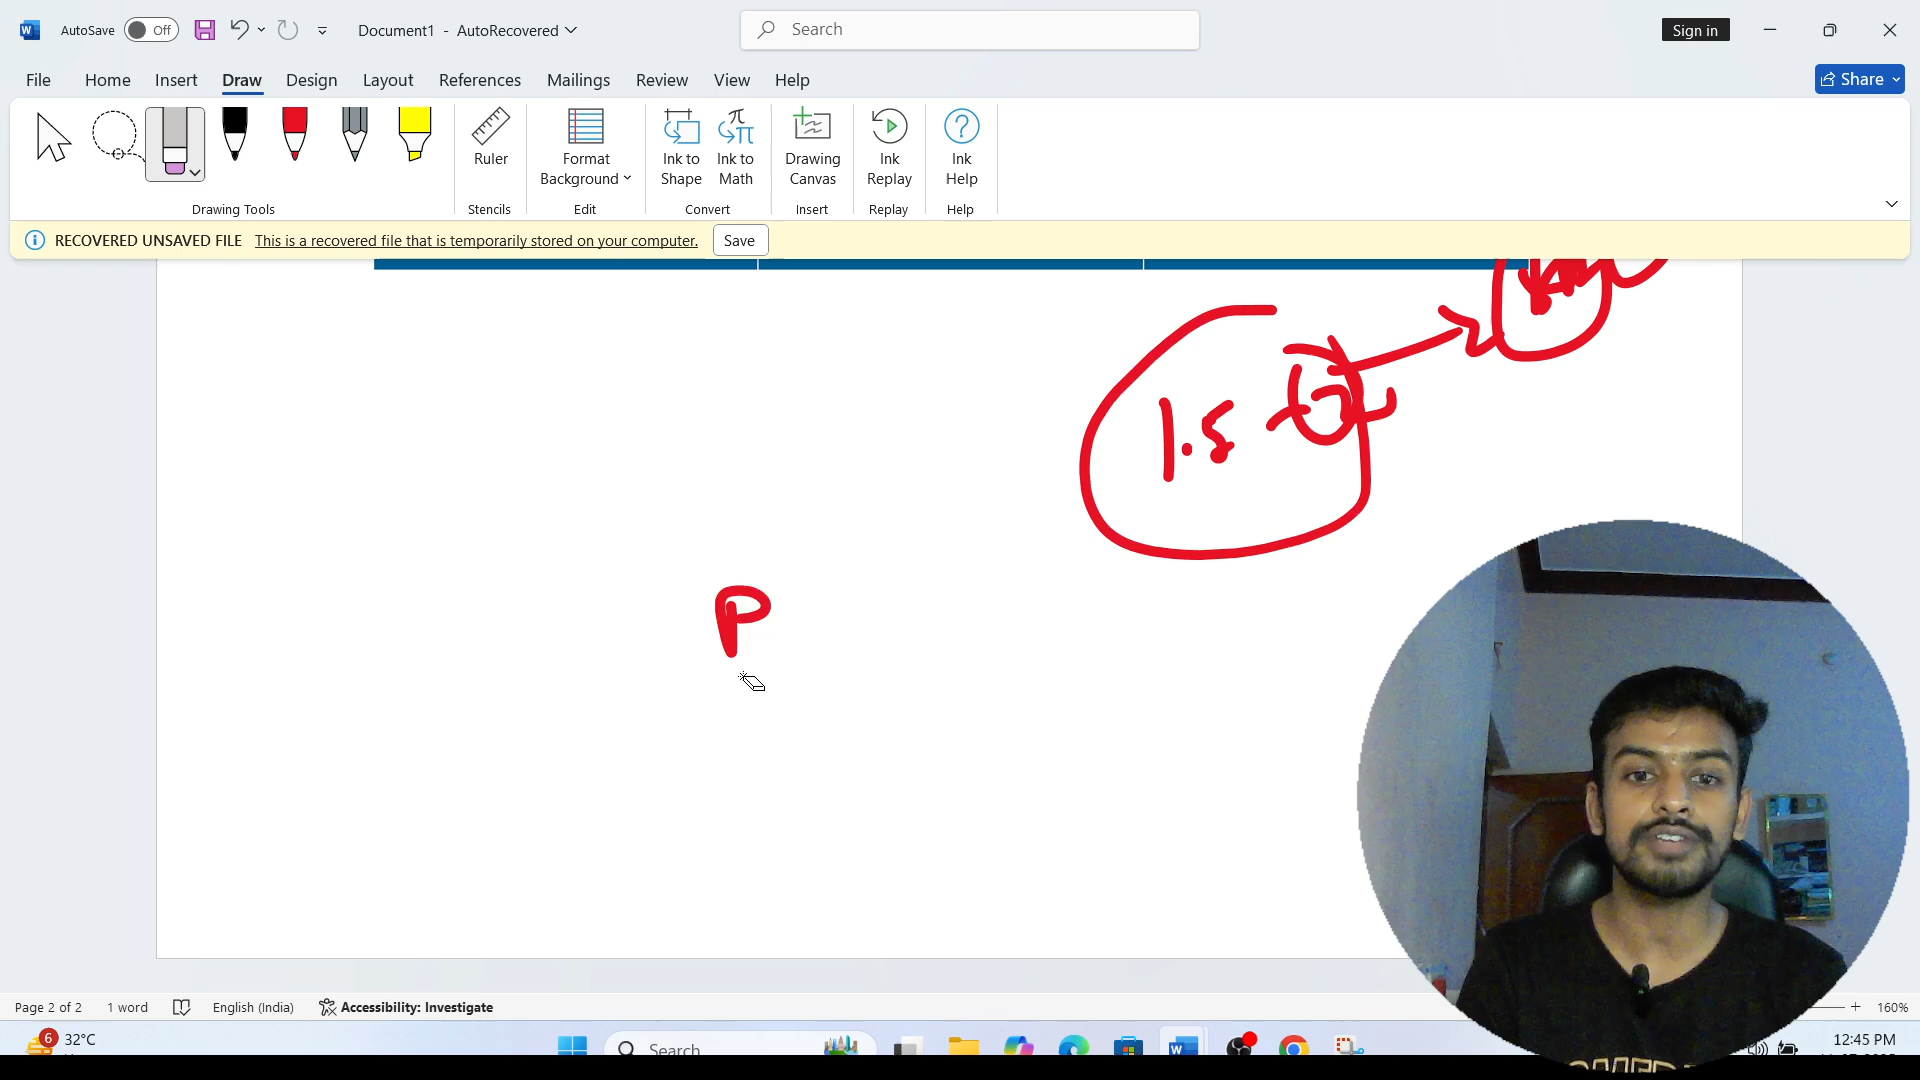 AutoSave Off Document1 - AutoRecovered Search Sign in
File Home Insert Draw Design Layout References Mailings Review View Help Share
Ruler Format Background Ink to Shape Ink to Math Drawing Canvas Ink Replay Ink Help
Drawing Tools Stencils Edit Convert Insert Replay Help
RECOVERED UNSAVED FILE This is a recovered file that is temporarily stored on your computer. Save
1.5
P
Page 2 of 2 1 word English (India) Accessibility: Investigate 160%
6 32°C Search 12:45 PM